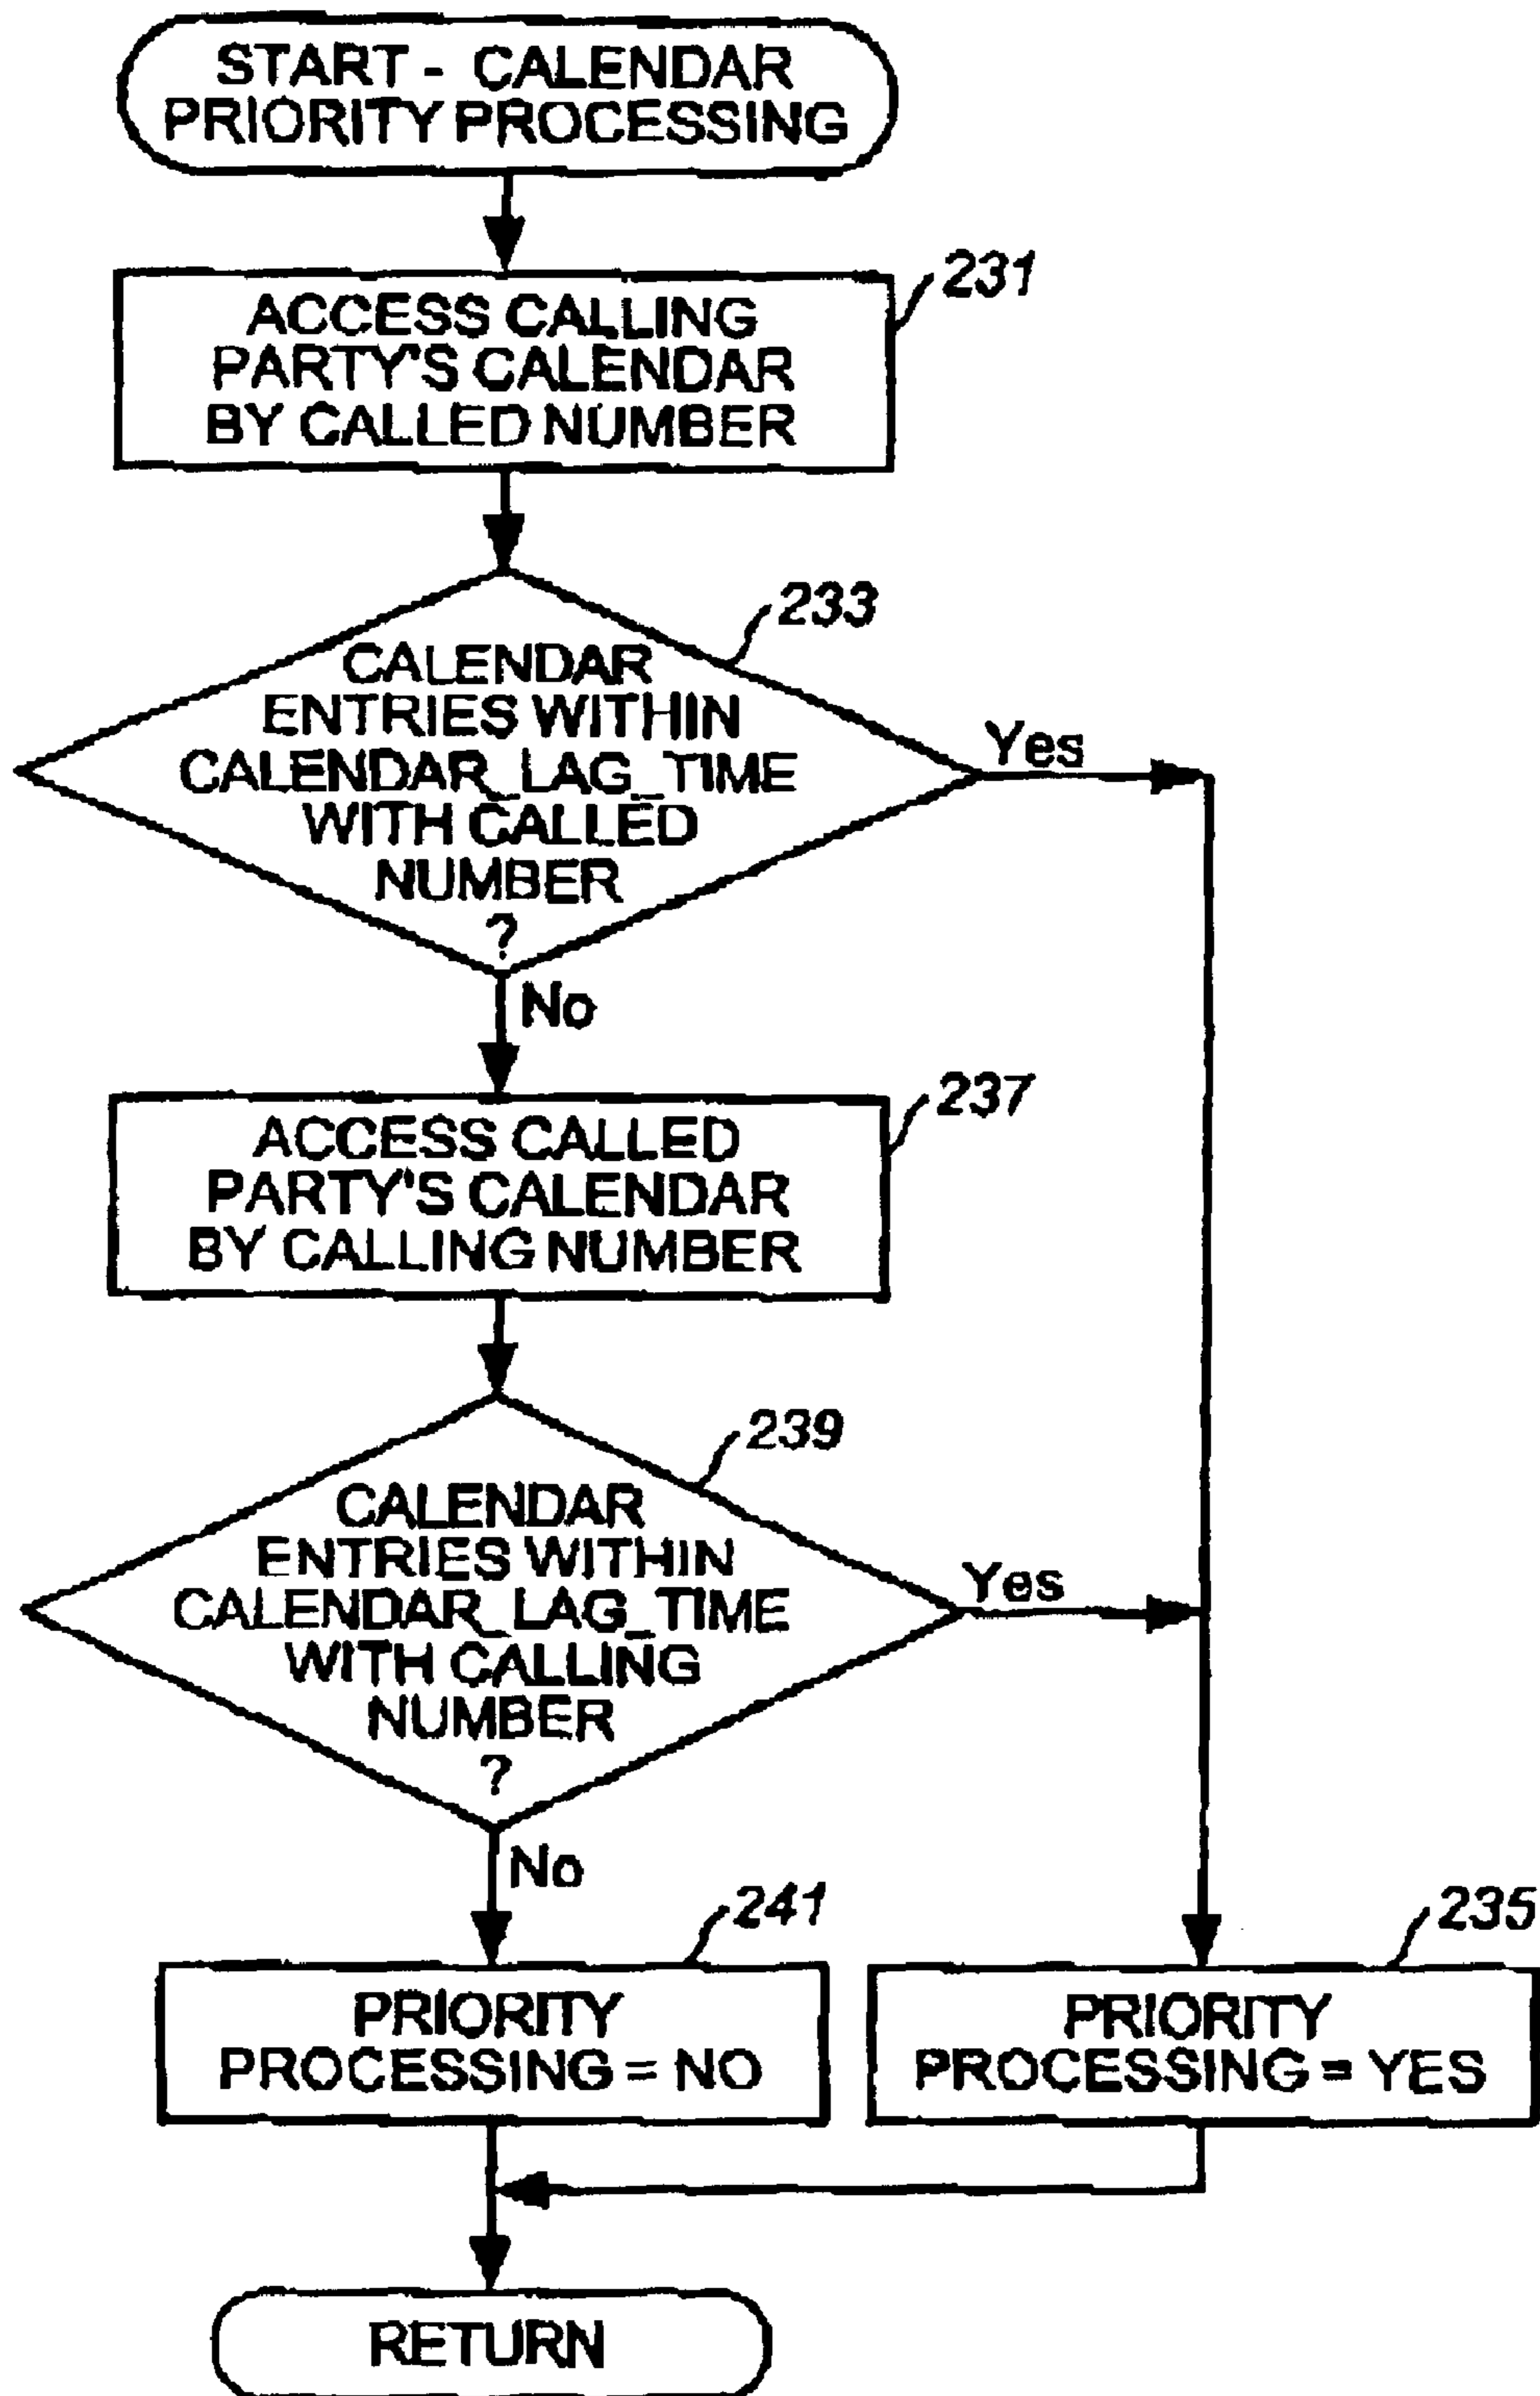 START - CALENDAR
PRIORITY PROCESSING
231
ACCESS CALLING
PARTY'S CALENDAR
BY CALLED NUMBER
233
CALENDAR
ENTRIES WITHIN
CALENDAR_LAG_TIME
WITH CALLED
NUMBER
?
Yes
No
237
ACCESS CALLED
PARTY'S CALENDAR
BY CALLING NUMBER
239
CALENDAR
ENTRIES WITHIN
CALENDAR_LAG_TIME
WITH CALLING
NUMBER
?
Yes
No
241
PRIORITY
PROCESSING = NO
235
PRIORITY
PROCESSING = YES
RETURN